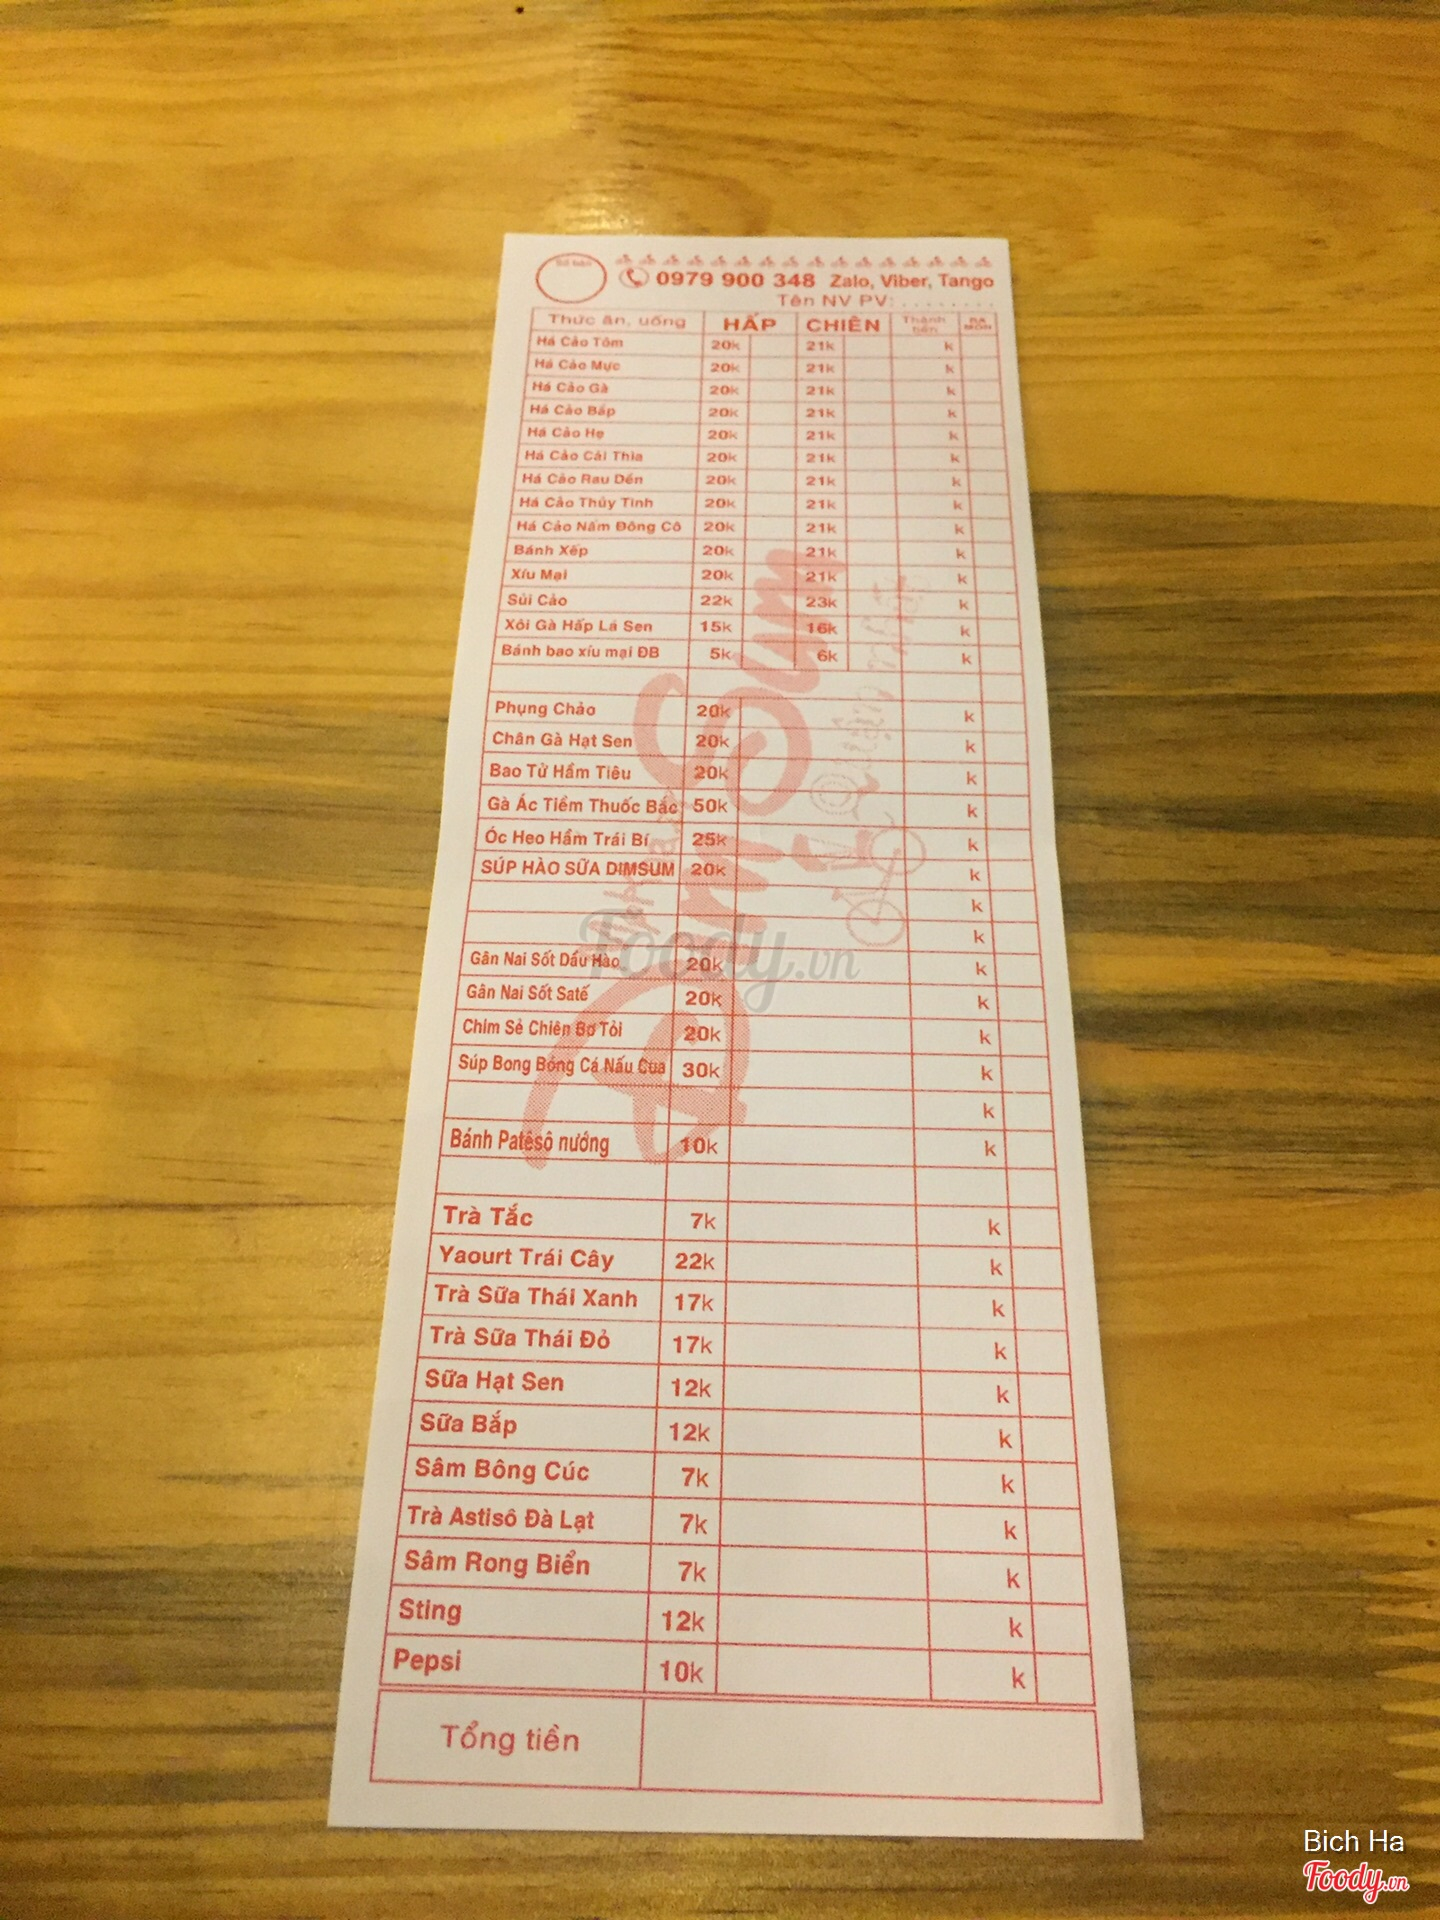 Số bàn
0979 900 348 Zalo, Viber, Tango
Tên NV PV: . . . . . . . .
Thức ăn, uống HẤP CHIÊN Thành tiền RA MÓN
Há Cảo Tôm 20k 21k k
Há Cảo Mực 20k 21k k
Há Cảo Gà 20k 21k k
Há Cảo Bắp 20k 21k k
Há Cảo Hẹ 20k 21k k
Há Cảo Cải Thìa 20k 21k k
Há Cảo Rau Dền 20k 21k k
Há Cảo Thủy Tinh 20k 21k k
Há Cảo Nấm Đông Cô 20k 21k k
Bánh Xếp 20k 21k k
Xíu Mại 20k 21k k
Sủi Cảo 22k 23k k
Xôi Gà Hấp Lá Sen 15k 16k k
Bánh bao xíu mại ĐB 5k 6k k
Phụng Chảo 20k k
Chân Gà Hạt Sen 20k k
Bao Tử Hầm Tiêu 20k k
Gà Ác Tiềm Thuốc Bắc 50k k
Óc Heo Hầm Trái Bí 25k k
SÚP HÀO SỮA DIMSUM 20k k
k
k
Gân Nai Sốt Dầu Hào 20k k
Gân Nai Sốt Satế 20k k
Chim Sẻ Chiên Bơ Tỏi 20k k
Súp Bong Bóng Cá Nấu Cua 30k k
k
Bánh Patêsô nướng 10k k
Trà Tắc 7k k
Yaourt Trái Cây 22k k
Trà Sữa Thái Xanh 17k k
Trà Sữa Thái Đỏ 17k k
Sữa Hạt Sen 12k k
Sữa Bắp 12k k
Sâm Bông Cúc 7k k
Trà Astisô Đà Lạt 7k k
Sâm Rong Biển 7k k
Sting 12k k
Pepsi 10k k
Tổng tiền
DimSum
Foody.vn
Bich Ha
Foody.vn